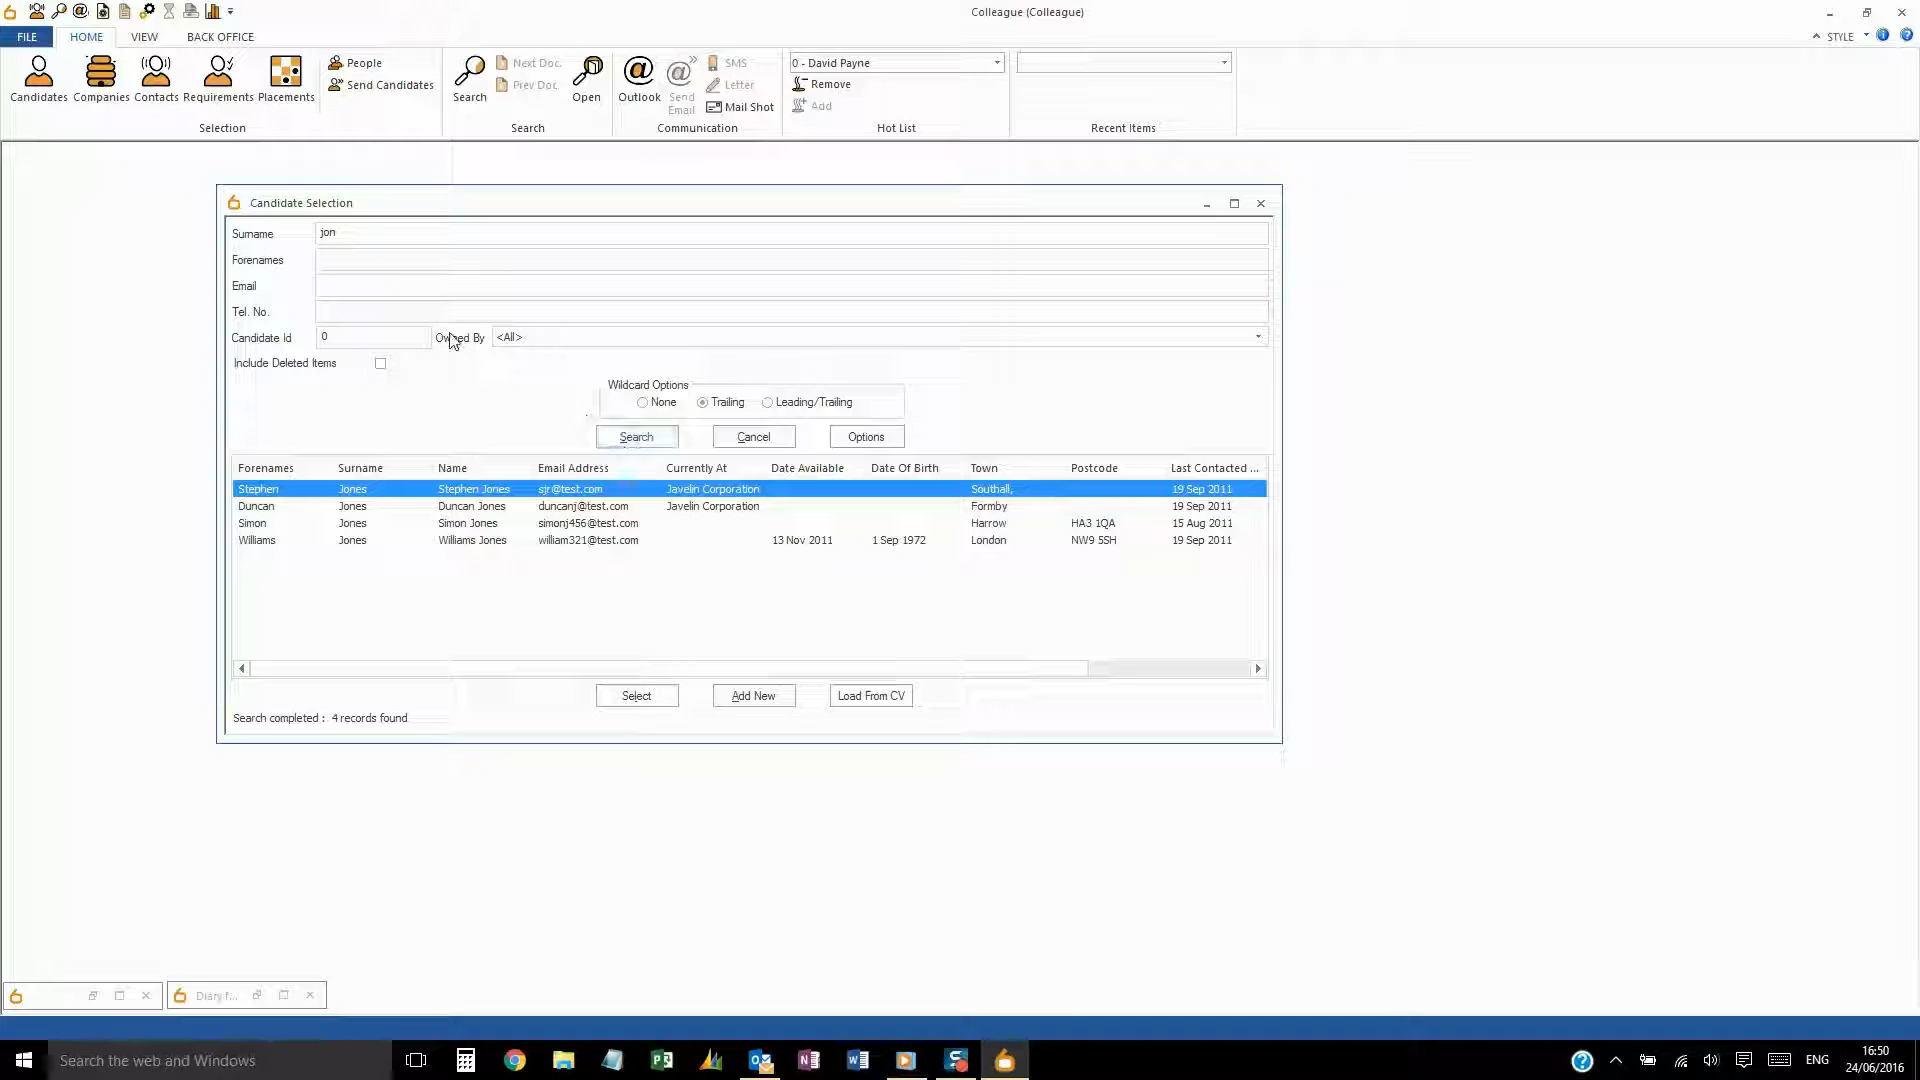 Colleague (Colleague)
FILE HOME VIEW BACK OFFICE STYLE
Candidates Companies Contacts Requirements Placements
People
Send Candidates
Selection
Search
Next Doc.
Prev Doc.
Open
Search
Outlook
Send Email
SMS
Letter
Mail Shot
Communication
0 - David Payne
Remove
Add
Hot List
Recent Items
Candidate Selection
Surname jon
Forenames
Email
Tel. No.
Candidate Id 0 Owned By <All>
Include Deleted Items
Wildcard Options
None Trailing Leading/Trailing
Search Cancel Options
Forenames Surname Name Email Address Currently At Date Available Date Of Birth Town Postcode Last Contacted ...
Stephen Jones Stephen Jones sjr@test.com Javelin Corporation Southall, 19 Sep 2011
Duncan Jones Duncan Jones duncanj@test.com Javelin Corporation Formby 19 Sep 2011
Simon Jones Simon Jones simonj456@test.com Harrow HA3 1QA 15 Aug 2011
Williams Jones Williams Jones william321@test.com 13 Nov 2011 1 Sep 1972 London NW9 5SH 19 Sep 2011
Select Add New Load From CV
Search completed : 4 records found
Diary f...
Search the web and Windows
ENG
16:50
24/06/2016